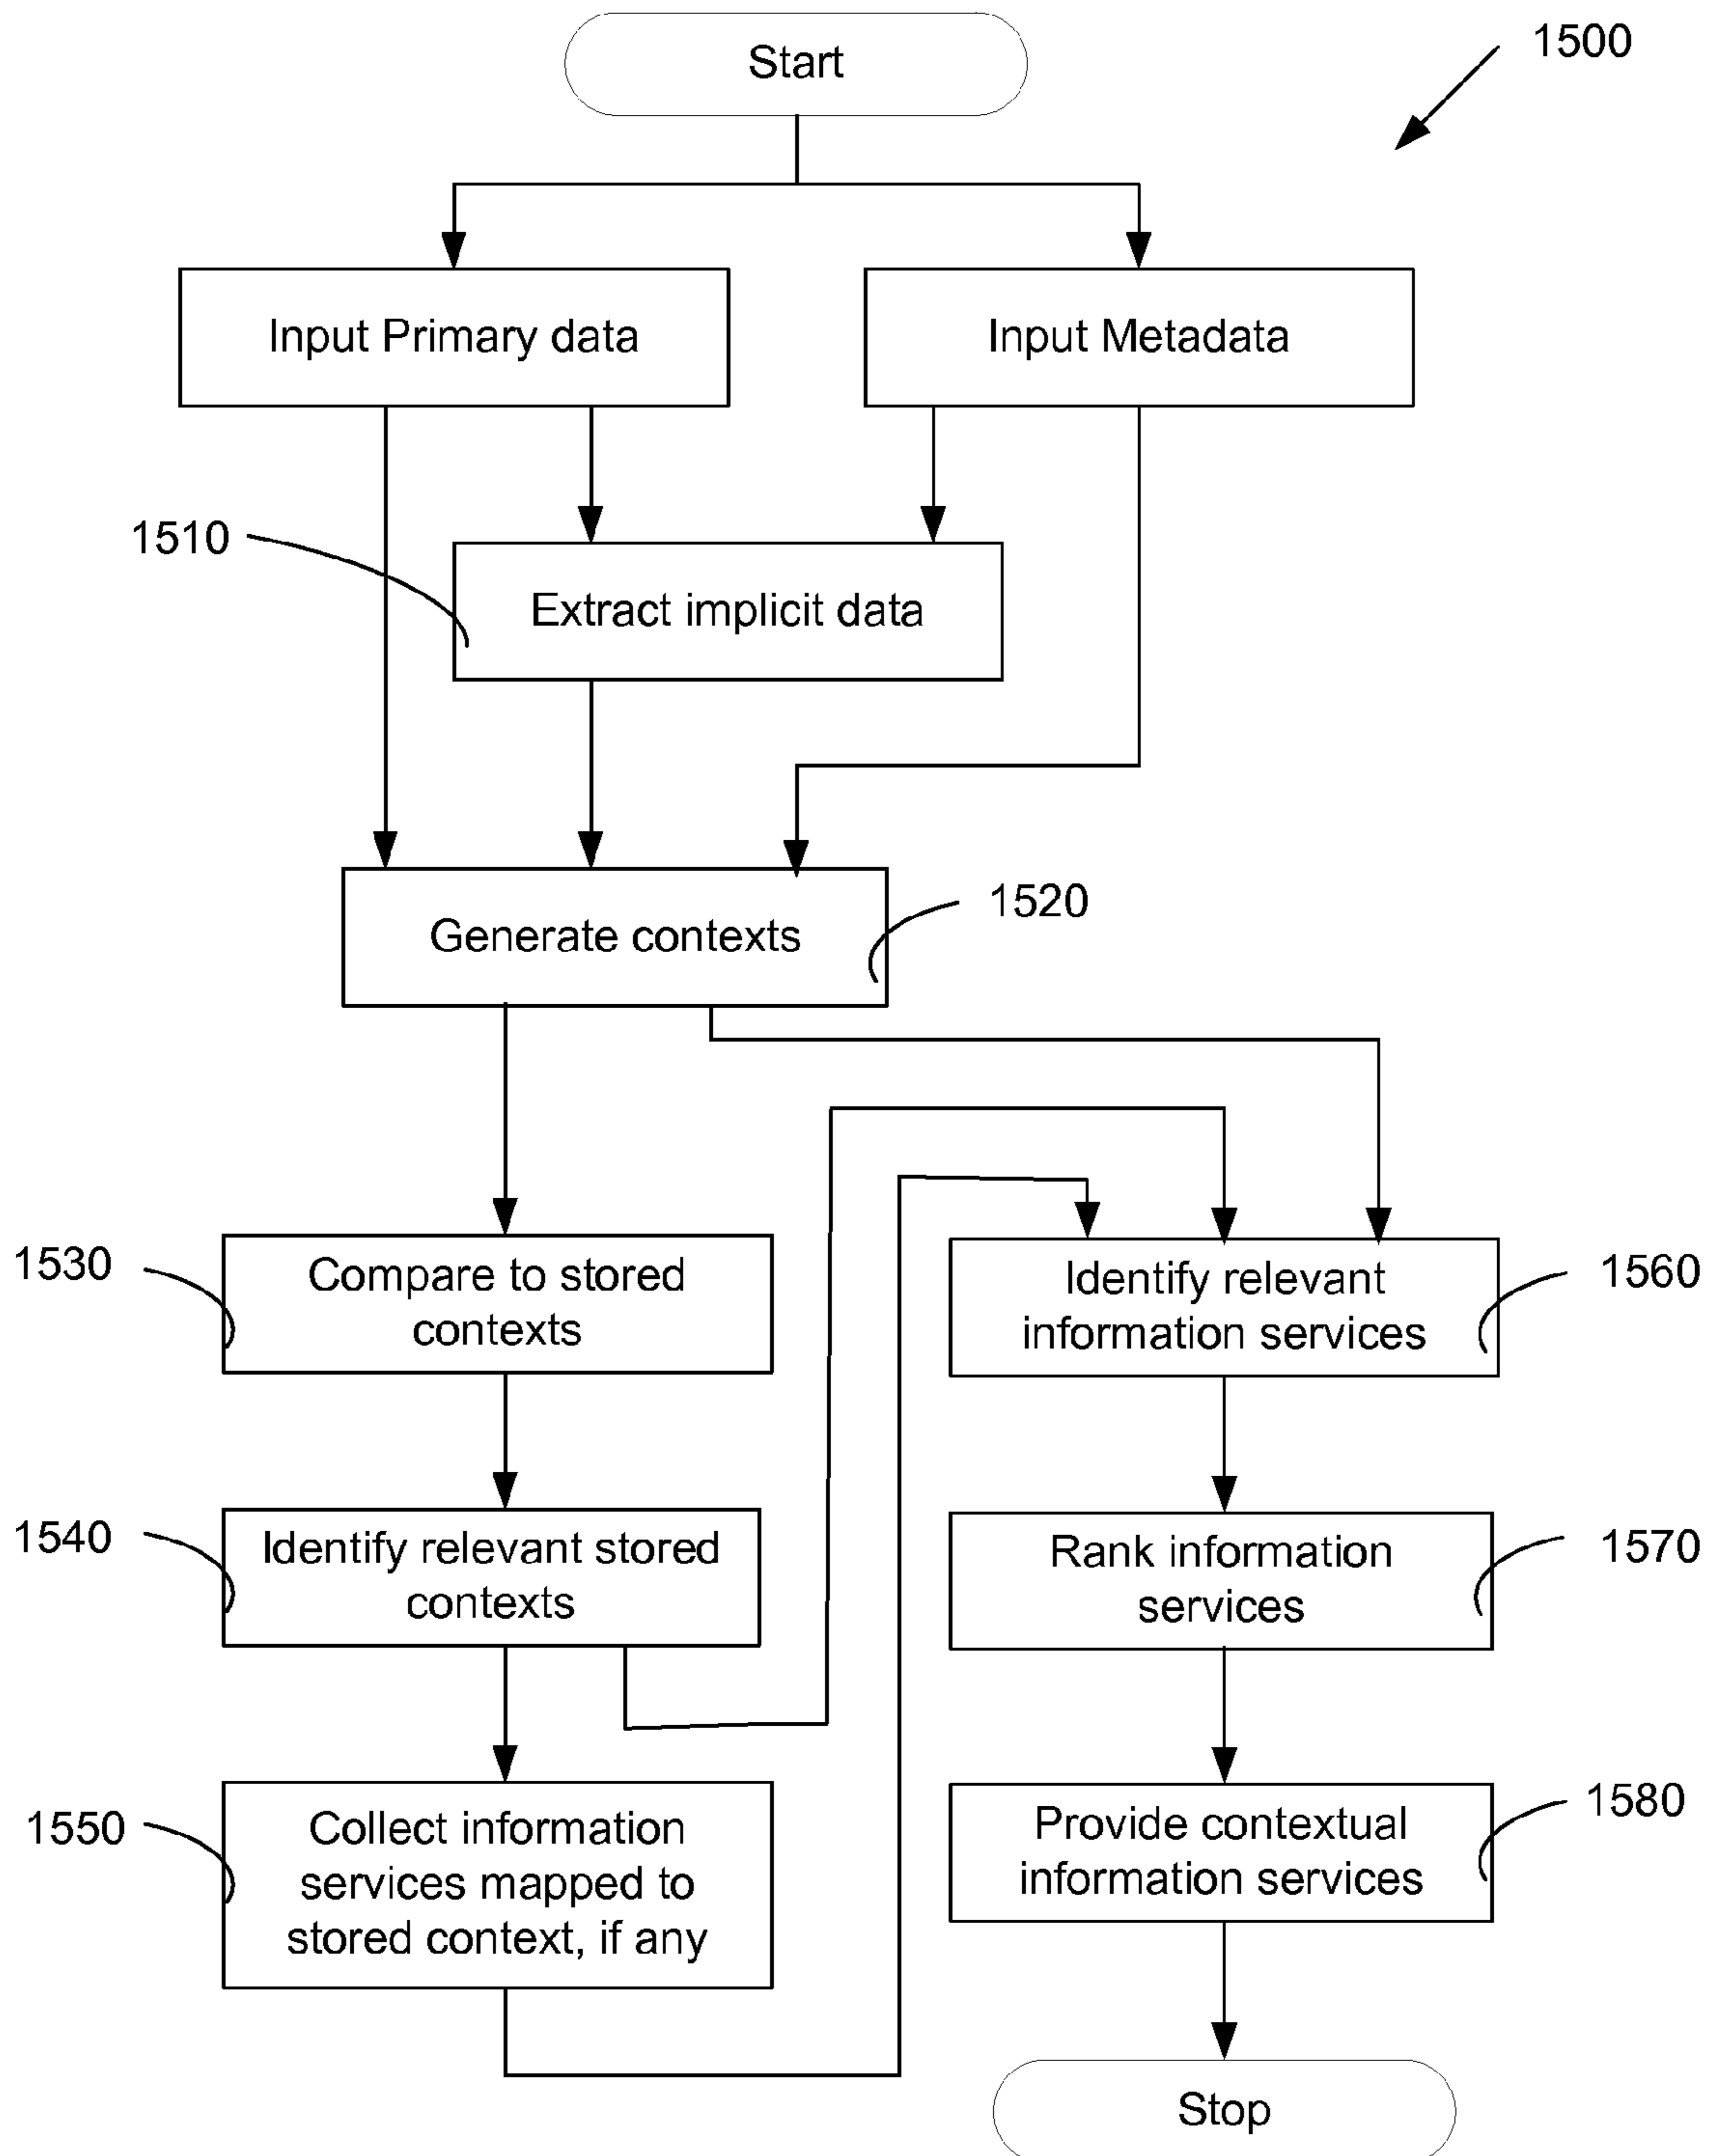 Start
1500
Input Primary data
Input Metadata
1510
Extract implicit data
1520
Generate contexts
1530
Compare to stored
contexts
1560
Identify relevant
information services
1540
Identify relevant stored
contexts
1570
Rank information
services
1550
Collect information
services mapped to
stored context, if any
1580
Provide contextual
information services
Stop